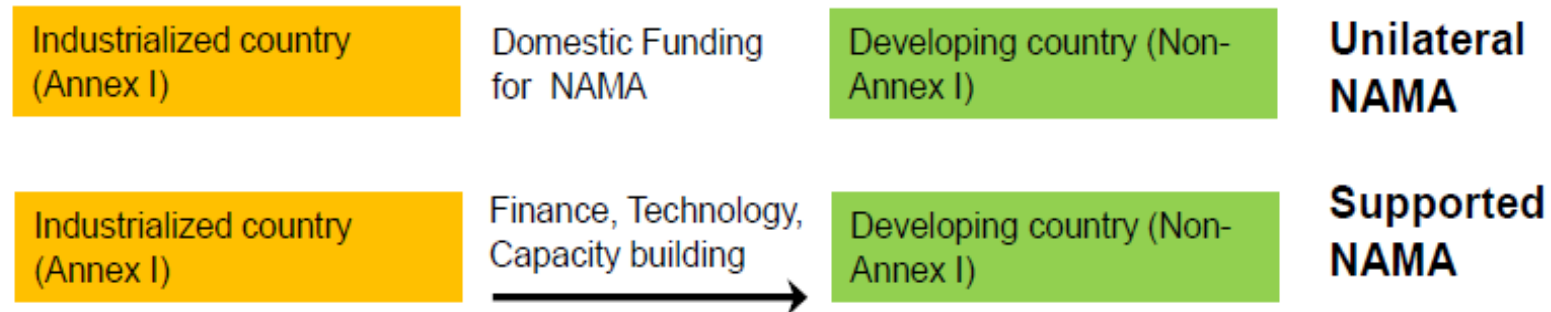 Industrialized country
(Annex I)
Domestic Funding
for NAMA
Developing country (Non-
Annex I)
Unilateral
NAMA
Industrialized country
(Annex I)
Finance, Technology,
Capacity building
Developing country (Non-
Annex I)
Supported
NAMA